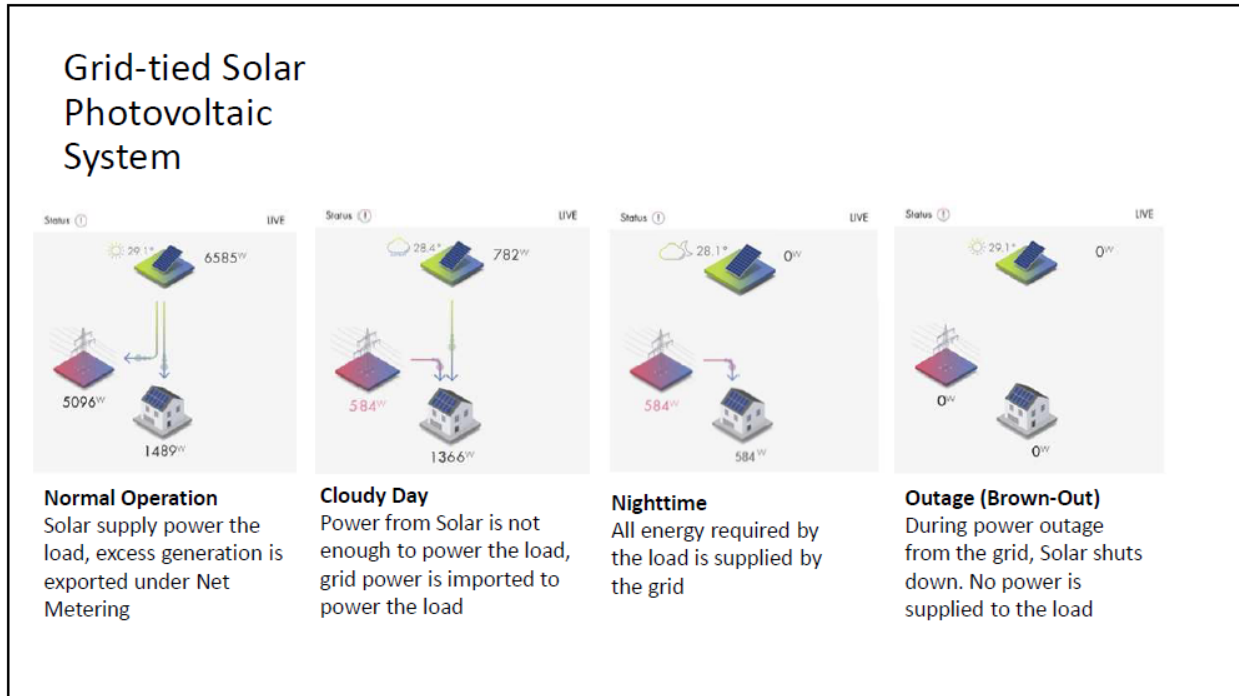 Grid-tied Solar
Photovoltaic
System
Status ! LIVE
29.1° 6585W
5096W
1489W
Normal Operation
Solar supply power the
load, excess generation is
exported under Net
Metering
Status ! LIVE
28.4° 782W
584W
1366W
Cloudy Day
Power from Solar is not
enough to power the load,
grid power is imported to
power the load
Status ! LIVE
28.1° 0W
584W
584W
Nighttime
All energy required by
the load is supplied by
the grid
Status ! LIVE
29.1° 0W
0W
0W
Outage (Brown-Out)
During power outage
from the grid, Solar shuts
down. No power is
supplied to the load